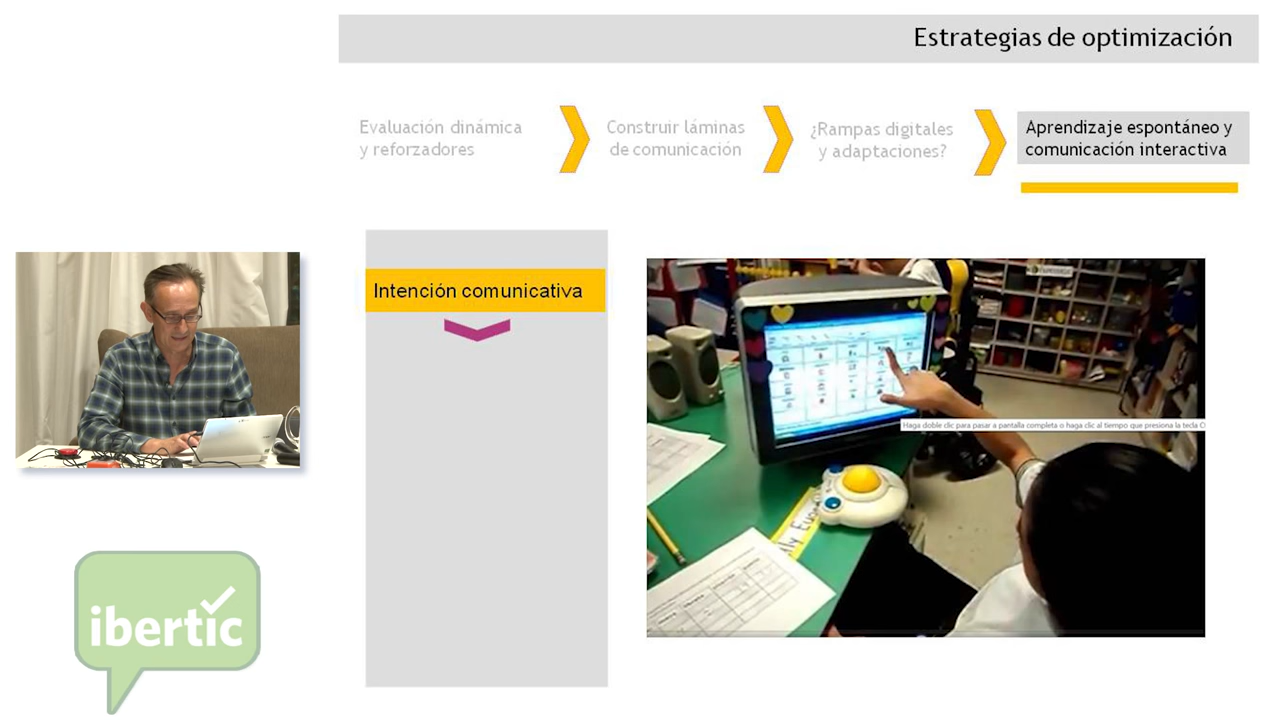 Estrategias de optimización
Evaluación dinámica
y reforzadores
Construir láminas
de comunicación
¿Rampas digitales
y adaptaciones?
Aprendizaje espontáneo y
comunicación interactiva
Intención comunicativa
Haga doble clic para pasar a pantalla completa o haga clic al tiempo que presiona la tecla C
ibertic